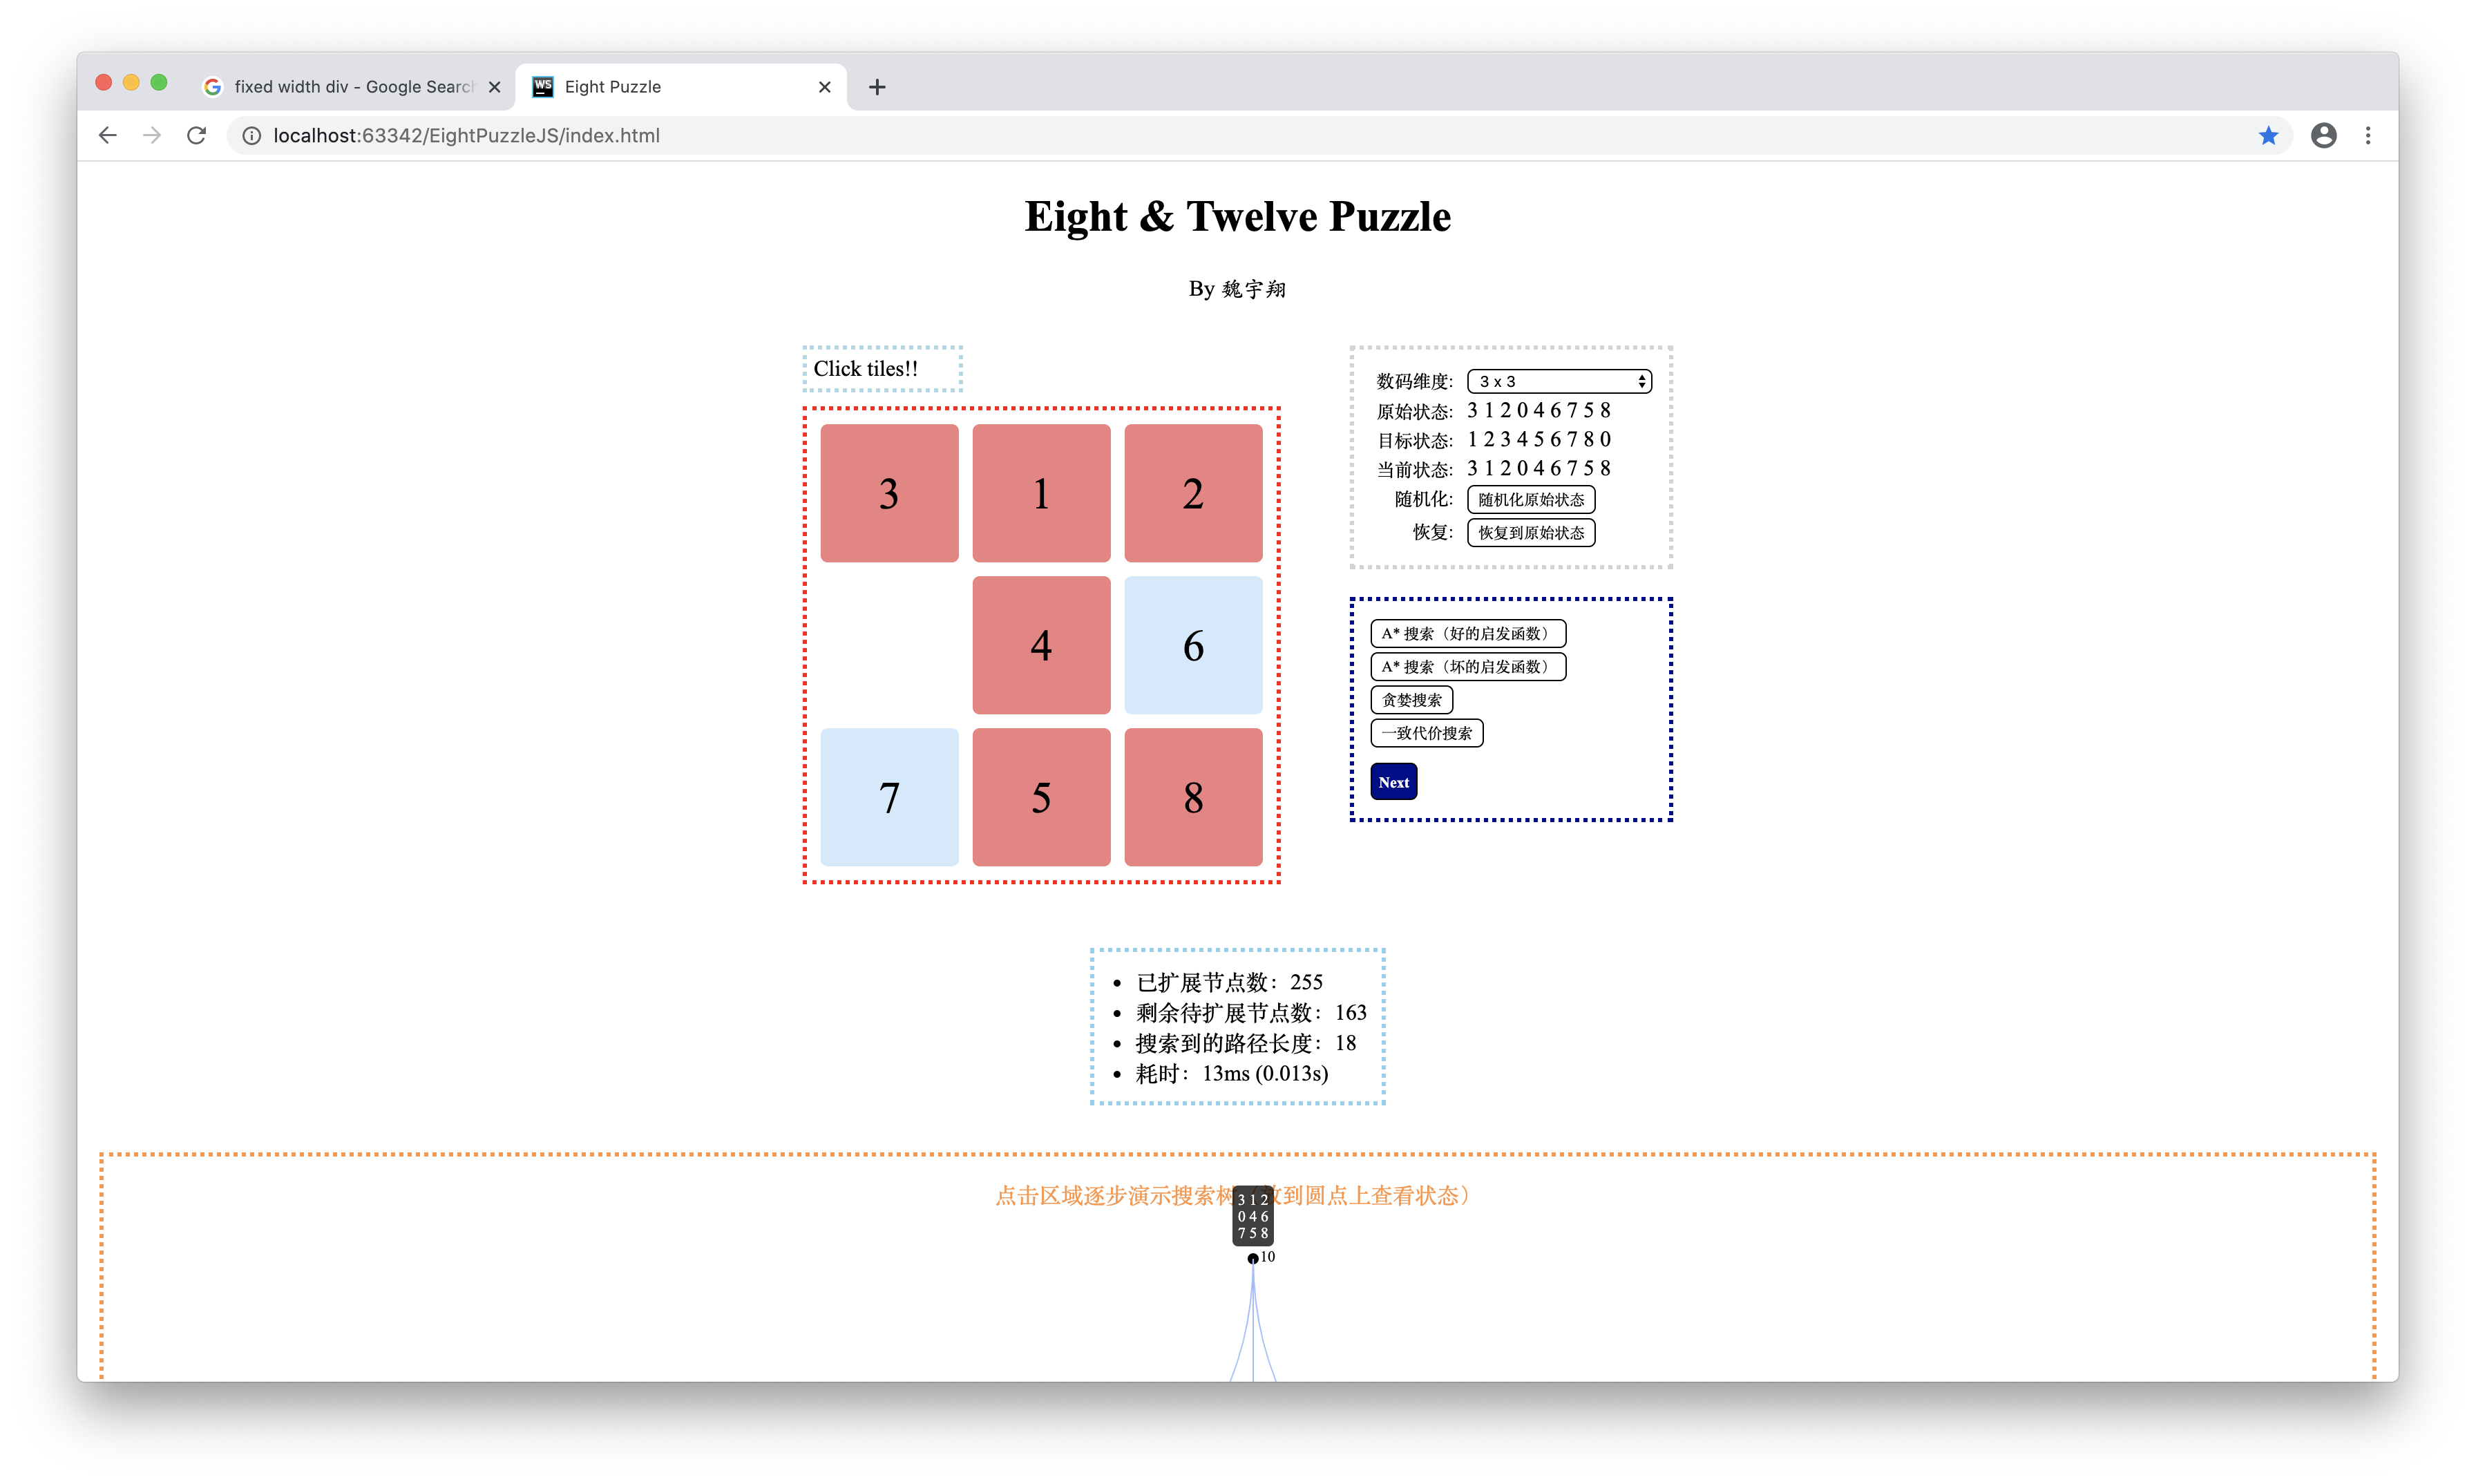 fixed width div - Google Search
Eight Puzzle
localhost:63342/EightPuzzleJS/index.html
Eight & Twelve Puzzle
By 魏宇翔
Click tiles!!
3 1 2
4 6
7 5 8
数码维度: 3 x 3
原始状态: 3 1 2 0 4 6 7 5 8
目标状态: 1 2 3 4 5 6 7 8 0
当前状态: 3 1 2 0 4 6 7 5 8
随机化: 随机化原始状态
恢复: 恢复到原始状态
A* 搜索（好的启发函数）
A* 搜索（坏的启发函数）
贪婪搜索
一致代价搜索
Next
已扩展节点数：255
剩余待扩展节点数：163
搜索到的路径长度：18
耗时：13ms (0.013s)
点击区域逐步演示搜索树 到圆点上查看状态）
3 1 2
0 4 6
7 5 8
10